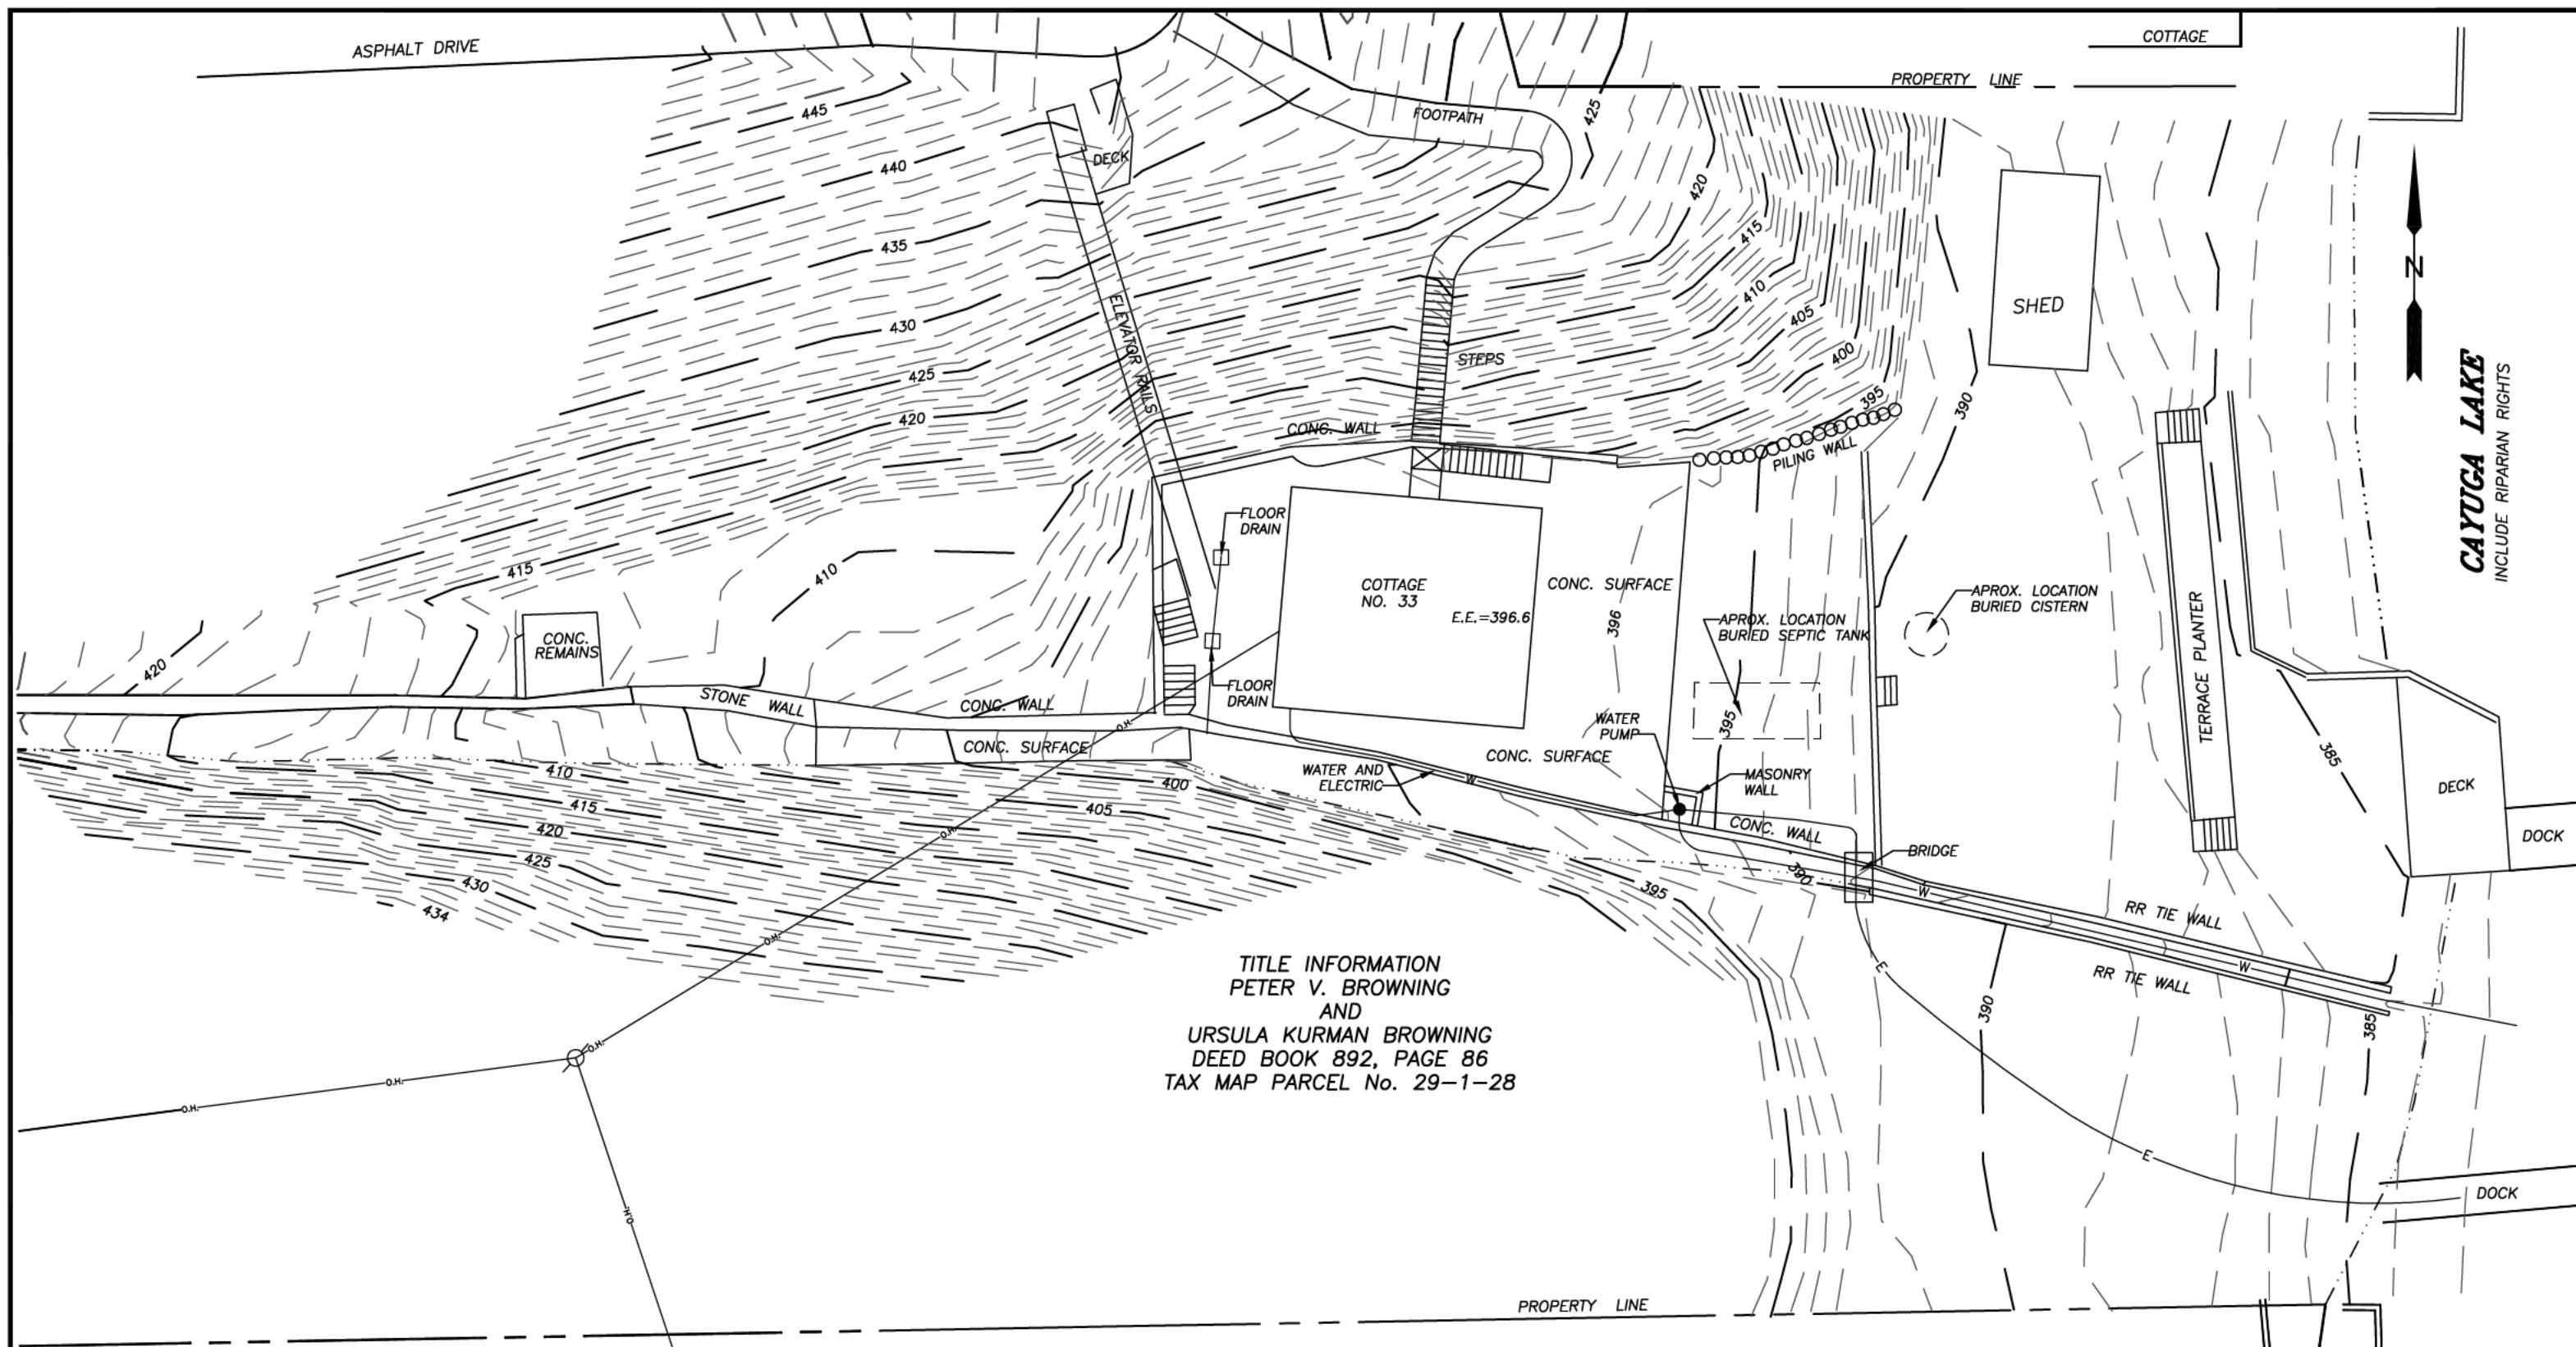 ASPHALT DRIVE
COTTAGE
PROPERTY LINE
445
425
FOOTPATH
DECK
440
420
435
415
N
410
SHED
405
430
ELEVATOR RAILS
400
STEPS
CAYUGA LAKE
INCLUDE RIPARIAN RIGHTS
425
395
390
420
CONC. WALL
PILING WALL
FLOOR
DRAIN
415
410
COTTAGE
NO. 33
E.E.=396.6
CONC. SURFACE
396
APROX. LOCATION
BURIED CISTERN
APROX. LOCATION
BURIED SEPTIC TANK
CONC.
REMAINS
420
TERRACE PLANTER
STONE WALL
CONC. WALL
FLOOR
DRAIN
O.H.
WATER
PUMP
395
385
CONC. SURFACE
CONC. SURFACE
410
WATER AND
ELECTRIC
W
MASONRY
WALL
400
DECK
415
405
420
O.H.
CONC. WALL
DOCK
425
BRIDGE
430
390
395
W
434
RR TIE WALL
O.H.
TITLE INFORMATION
PETER V. BROWNING
AND
URSULA KURMAN BROWNING
DEED BOOK 892, PAGE 86
TAX MAP PARCEL No. 29-1-28
E
W
RR TIE WALL
390
385
O.H.
O.H.
O.H.
E
DOCK
O.H.
PROPERTY LINE